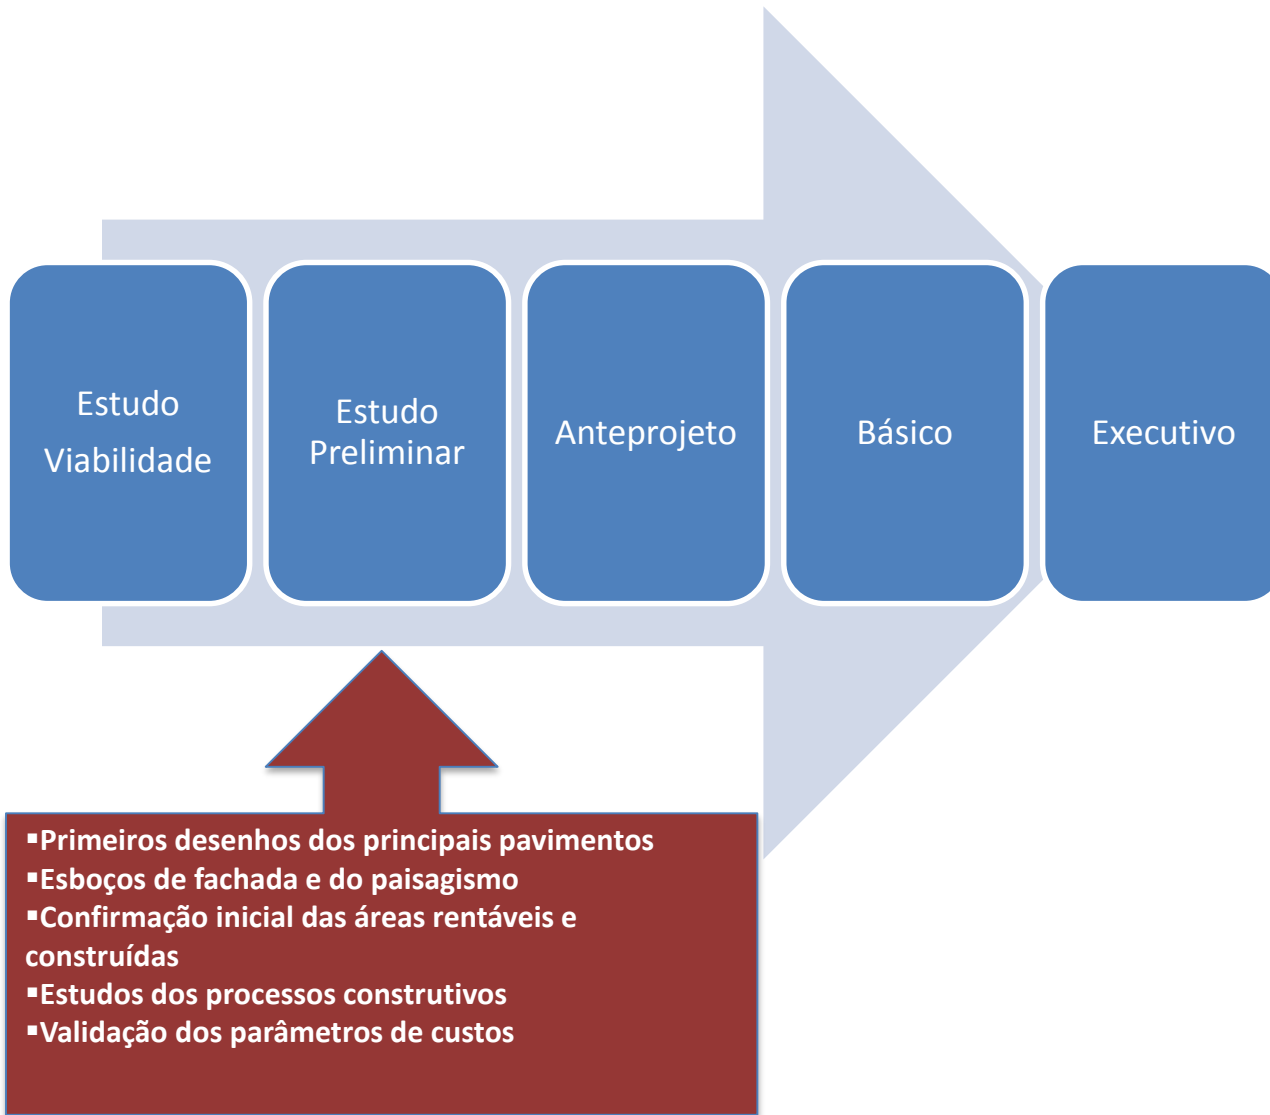 Estudo
Viabilidade
Estudo
Preliminar
Anteprojeto
Básico
Executivo
▪Primeiros desenhos dos principais pavimentos
▪Esboços de fachada e do paisagismo
▪Confirmação inicial das áreas rentáveis e
construídas
▪Estudos dos processos construtivos
▪Validação dos parâmetros de custos